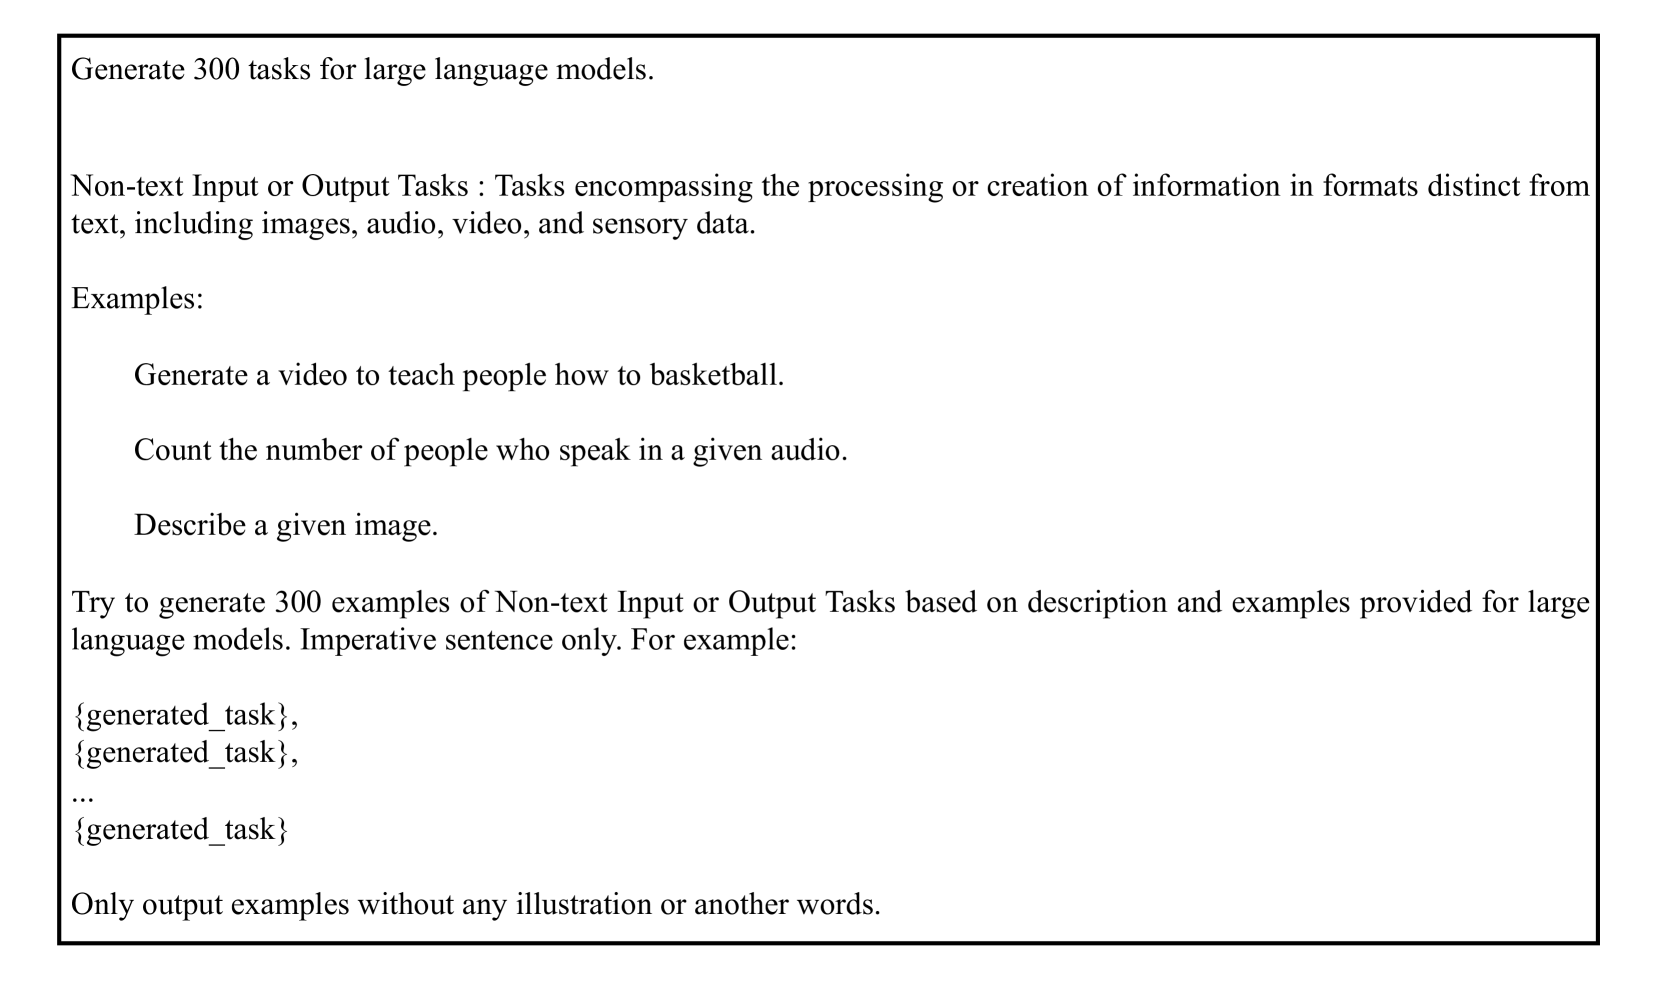 Generate 300 tasks for large language models.
Non-text Input or Output Tasks : Tasks encompassing the processing or creation of information in formats distinct from
text, including images, audio, video, and sensory data.
Examples:
Generate a video to teach people how to basketball.
Count the number of people who speak in a given audio.
Describe a given image.
Try to generate 300 examples of Non-text Input or Output Tasks based on description and examples provided for large
language models. Imperative sentence only. For example:
{generated_task},
{generated_task},
...
{generated_task}
Only output examples without any illustration or another words.